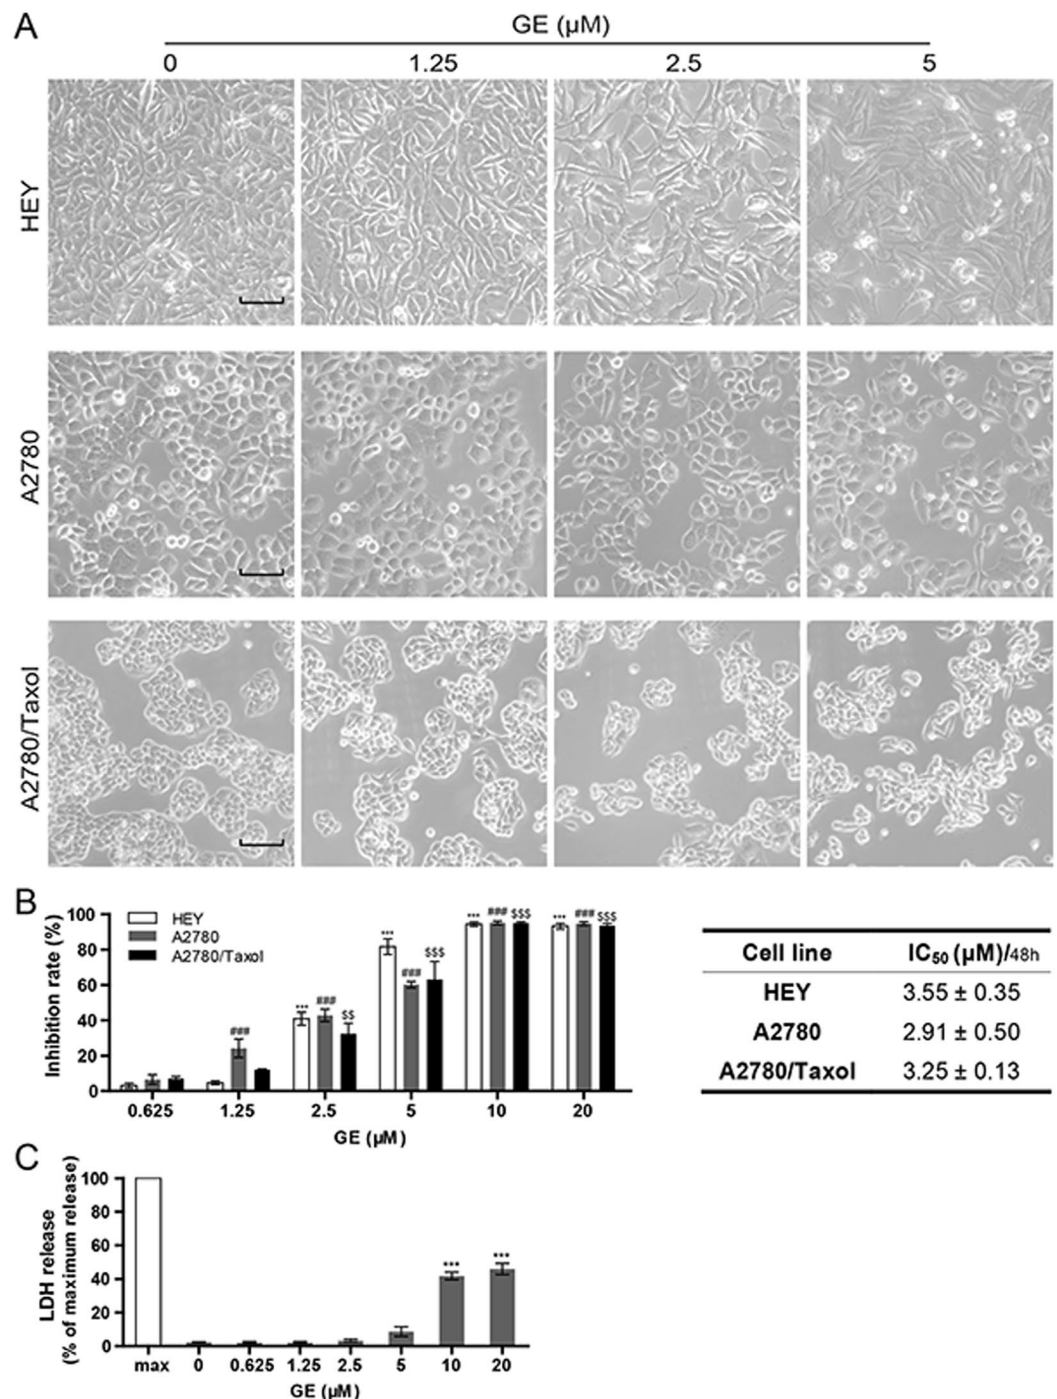 A
GE (µM)
0 1.25 2.5 5
HEY
A2780
A2780/Taxol
B
Inhibition rate (%)
100
80
60
40
20
0
HEY
A2780
A2780/Taxol
###
*** ### $$
*** ### $$$
*** ### $$$
*** ### $$$
0.625 1.25 2.5 5 10 20
GE (µM)
Cell line IC50 (µM)/48h
HEY 3.55 ± 0.35
A2780 2.91 ± 0.50
A2780/Taxol 3.25 ± 0.13
C
LDH release
(% of maximum release)
100
80
60
40
20
0
*** ***
max 0 0.625 1.25 2.5 5 10 20
GE (µM)